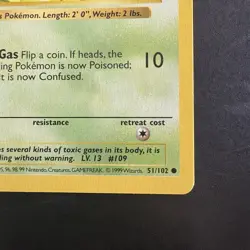 s Pokémon. Length: 2' 0", Weight: 2 lbs.
Gas Flip a coin. If heads, the
ing Pokémon is now Poisoned;
it is now Confused.
10
resistance retreat cost
s several kinds of toxic gases in its body, it is
ding without warning. LV. 13 #109
95, 96, 98, 99 Nintendo, Creatures, GAMEFREAK. © 1999 Wizards. 51/102